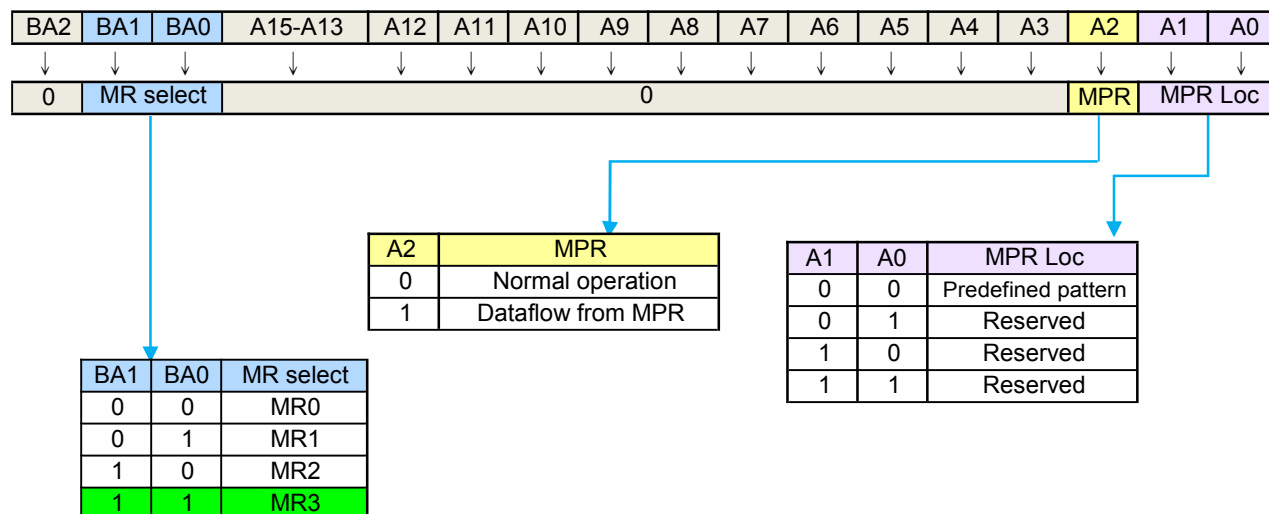 BA2 BA1 BA0 A15-A13 A12 A11 A10 A9 A8 A7 A6 A5 A4 A3 A2 A1 A0
0 MR select 0 MPR MPR Loc
A2 MPR
0 Normal operation
1 Dataflow from MPR
A1 A0 MPR Loc
0 0 Predefined pattern
0 1 Reserved
1 0 Reserved
1 1 Reserved
BA1 BA0 MR select
0 0 MR0
0 1 MR1
1 0 MR2
1 1 MR3